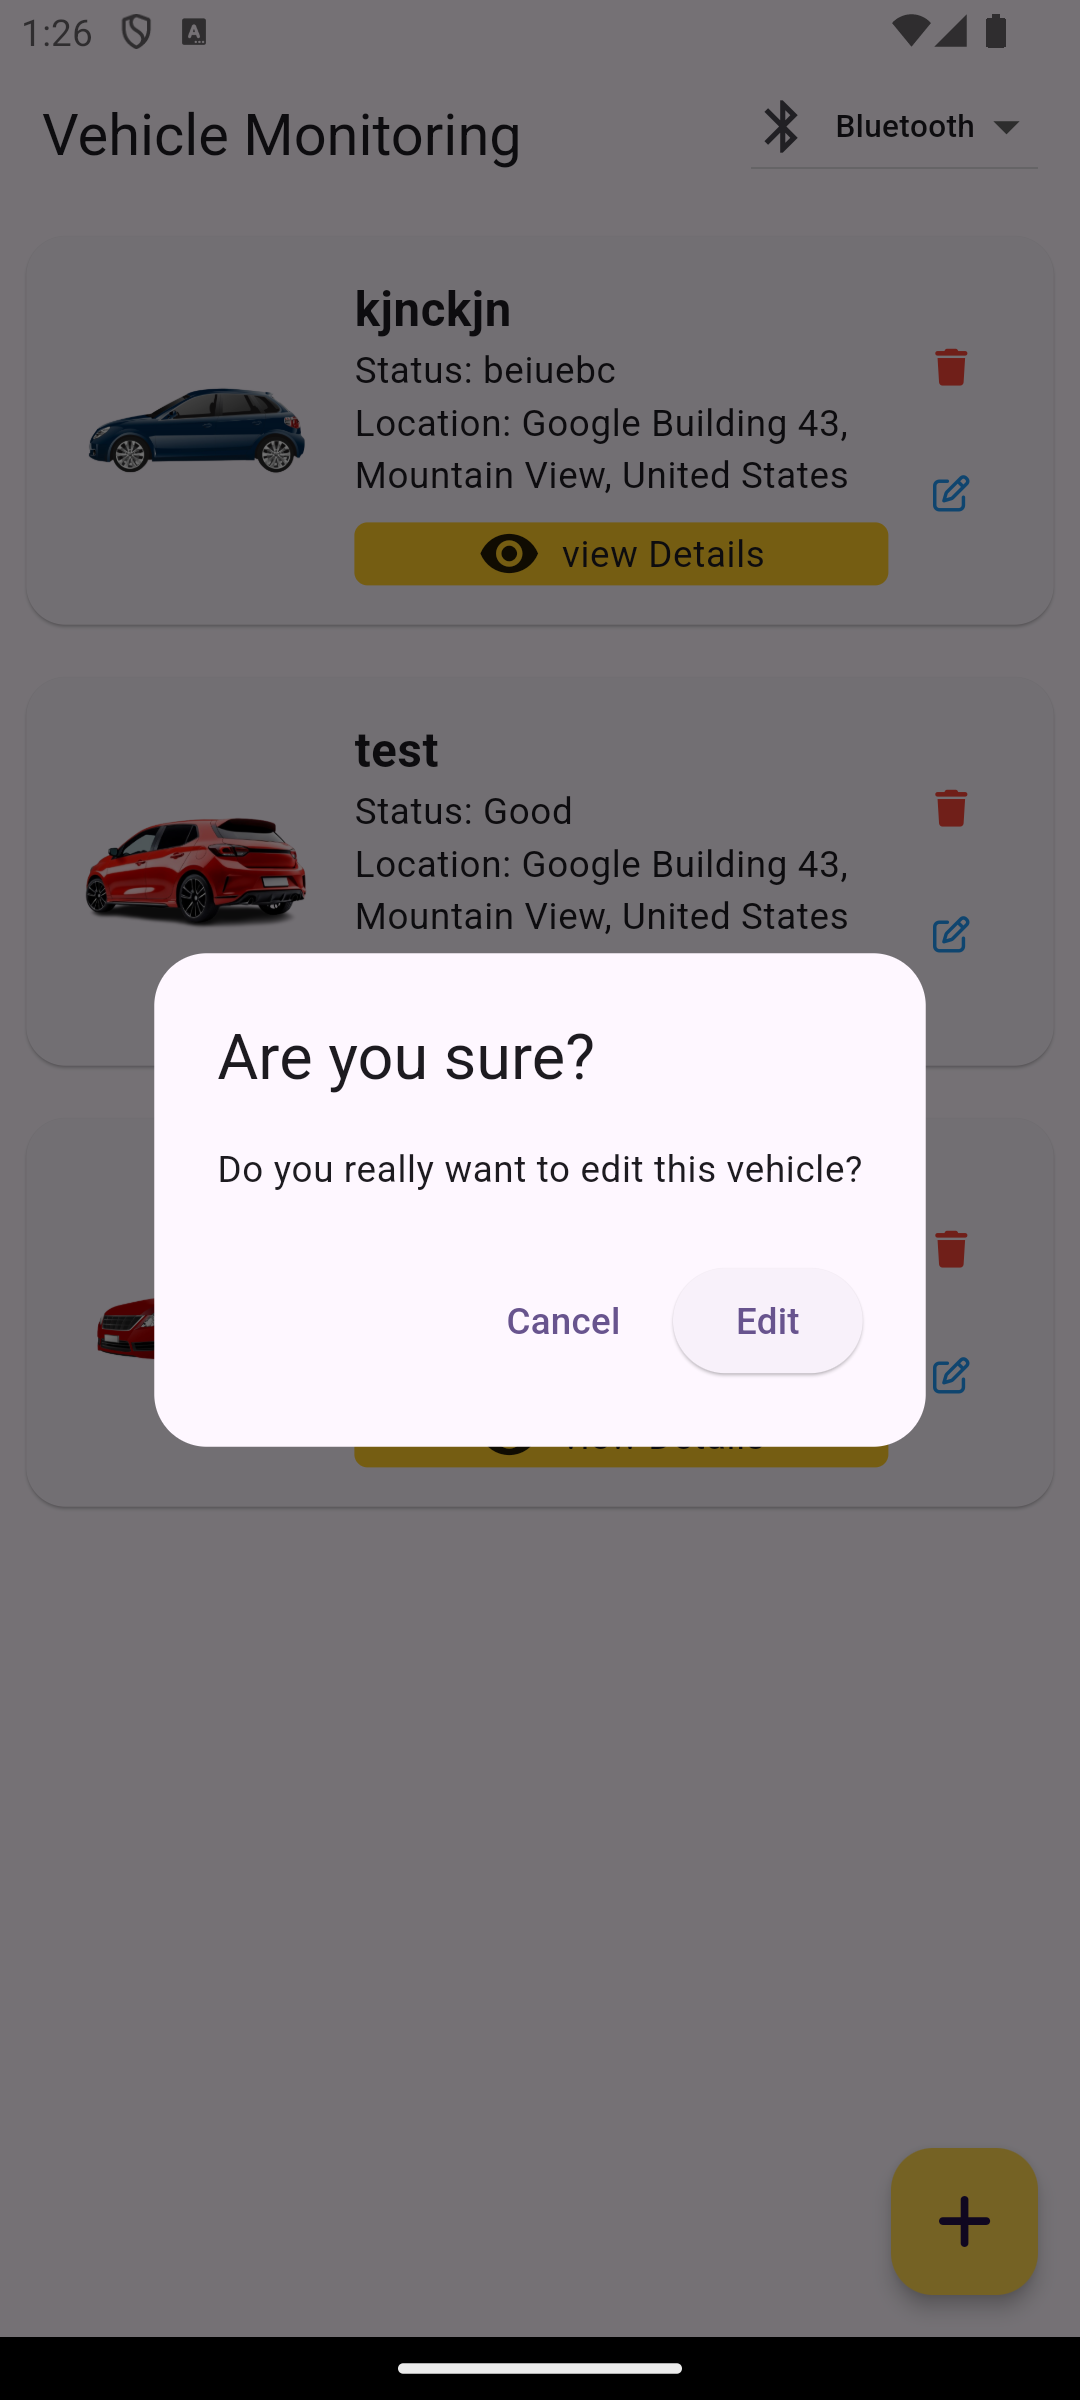 1:26
Vehicle Monitoring
Bluetooth
kjnckjn
Status: beiuebc
Location: Google Building 43,
Mountain View, United States
view Details
test
Status: Good
Location: Google Building 43,
Mountain View, United States
Are you sure?
Do you really want to edit this vehicle?
Cancel
Edit